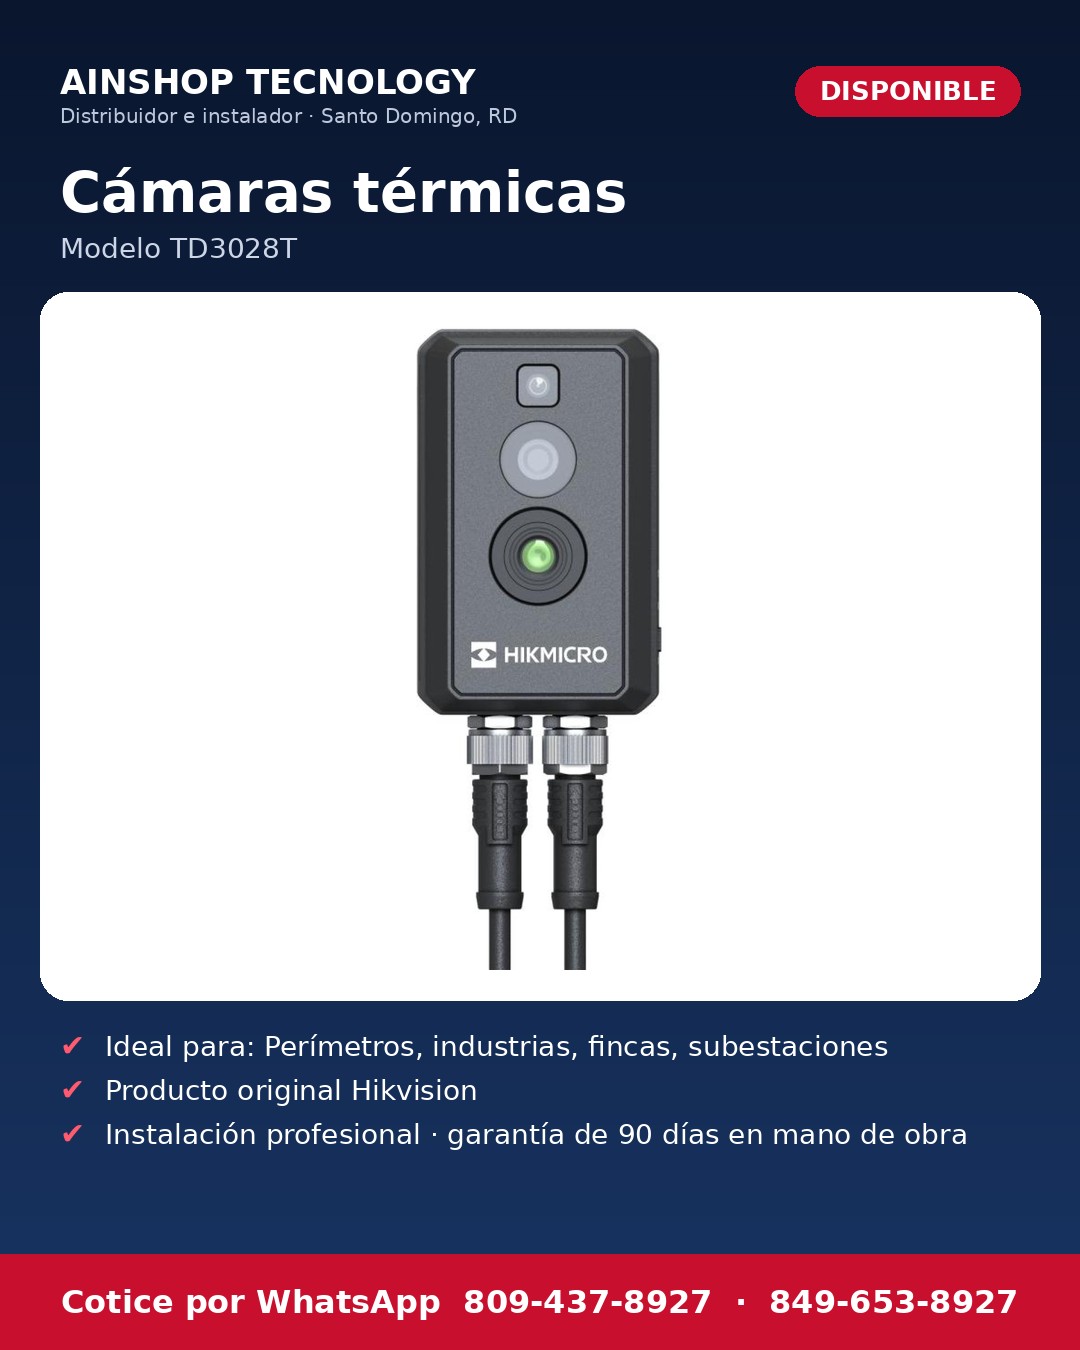 AINSHOP TECNOLOGY
DISPONIBLE
Distribuidor e instalador · Santo Domingo, RD
Cámaras térmicas
Modelo TD3028T
HIKMICRO
✔ Ideal para: Perímetros, industrias, fincas, subestaciones
✔ Producto original Hikvision
✔ Instalación profesional · garantía de 90 días en mano de obra
Cotice por WhatsApp 809-437-8927 · 849-653-8927